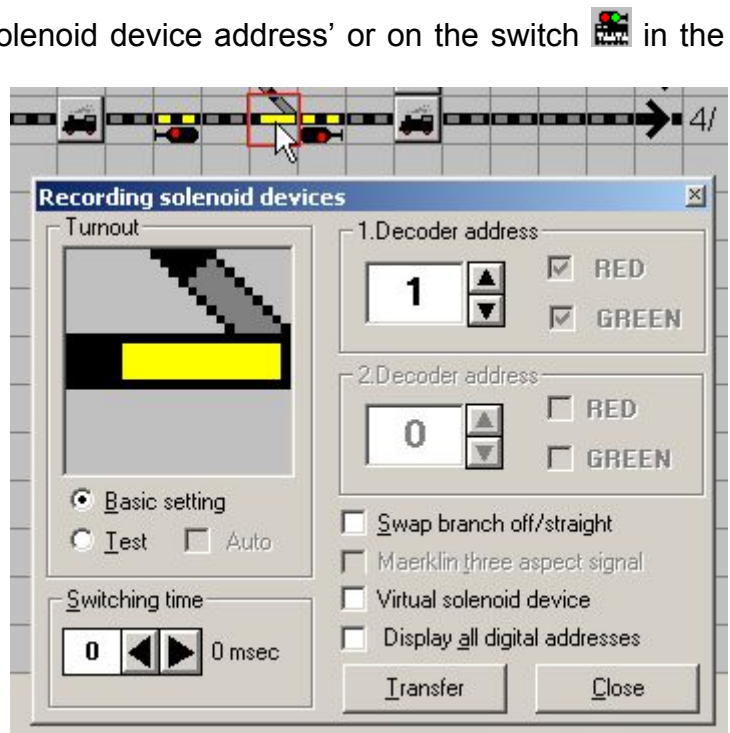 olenoid device address’ or on the switch in the
4/
Recording solenoid devices
Turnout
Basic setting
Test Auto
Switching time
0 0 msec
1.Decoder address
1 RED
GREEN
2.Decoder address
0 RED
GREEN
Swap branch off/straight
Maerklin three aspect signal
Virtual solenoid device
Display all digital addresses
Transfer Close